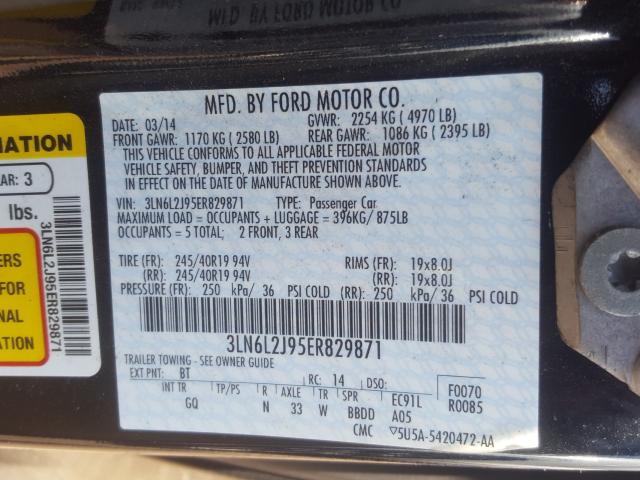 MFD. BY FORD MOTOR CO.
MATION
AR: 3
lbs.
ERS
FOR
NAL
ATION
3LN6L2J95ER829871
MFD. BY FORD MOTOR CO.
DATE: 03/14 GVWR: 2254 KG ( 4970 LB)
FRONT GAWR: 1170 KG ( 2580 LB) REAR GAWR: 1086 KG ( 2395 LB)
THIS VEHICLE CONFORMS TO ALL APPLICABLE FEDERAL MOTOR
VEHICLE SAFETY, BUMPER, AND THEFT PREVENTION STANDARDS
IN EFFECT ON THE DATE OF MANUFACTURE SHOWN ABOVE.
VIN: 3LN6L2J95ER829871 TYPE: Passenger Car
MAXIMUM LOAD = OCCUPANTS + LUGGAGE = 396KG/ 875LB
OCCUPANTS = 5 TOTAL; 2 FRONT, 3 REAR
TIRE (FR): 245/40R19 94V RIMS (FR): 19x8.0J
(RR): 245/40R19 94V (RR): 19x8.0J
PRESSURE (FR): 250 kPa/ 36 PSI COLD (RR): 250 kPa/ 36 PSI COLD
3LN6L2J95ER829871
TRAILER TOWING - SEE OWNER GUIDE
EXT PNT: BT RC: 14 DSO: F0070
INT TR TP/PS R AXLE TR SPR EC91L R0085
GQ N 33 W BBDD A05
CMC ▽5U5A-5420472-AA